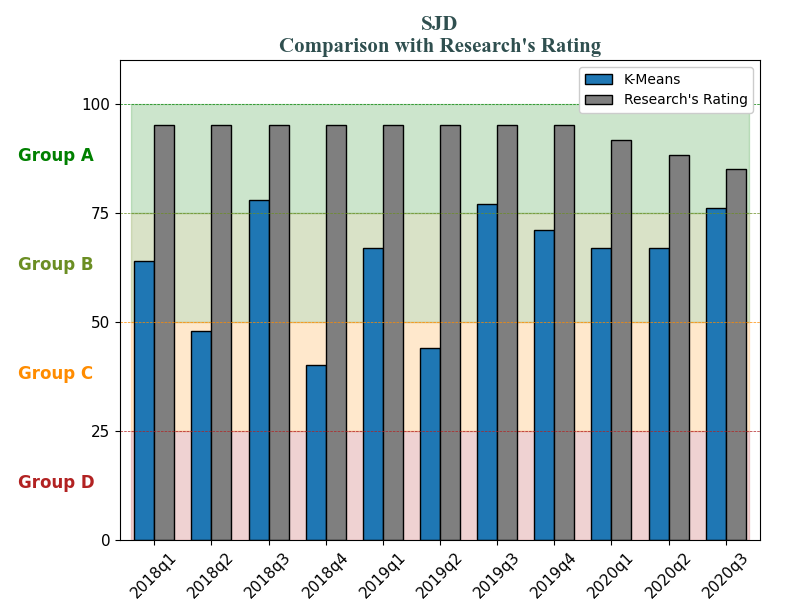 SJD
Comparison with Research's Rating
K-Means
Research's Rating
100
Group A
75
Group B
50
Group C
25
Group D
0
2018q1 2018q2 2018q3 2018q4 2019q1 2019q2 2019q3 2019q4 2020q1 2020q2 2020q3